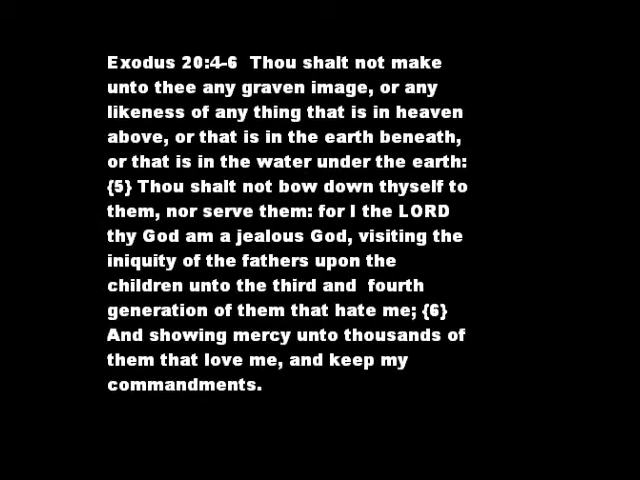 Exodus 20:4-6  Thou shalt not make
unto thee any graven image, or any
likeness of any thing that is in heaven
above, or that is in the earth beneath,
or that is in the water under the earth:
{5} Thou shalt not bow down thyself to
them, nor serve them: for I the LORD
thy God am a jealous God, visiting the
iniquity of the fathers upon the
children unto the third and  fourth
generation of them that hate me; {6}
And showing mercy unto thousands of
them that love me, and keep my
commandments.